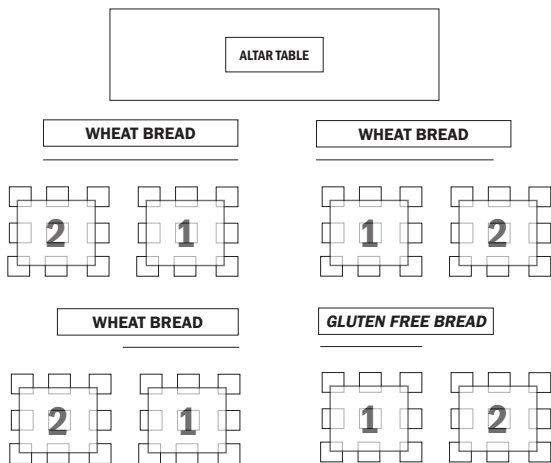 ALTAR TABLE
WHEAT BREAD WHEAT BREAD
2 1 1 2
WHEAT BREAD GLUTEN FREE BREAD
2 1 1 2